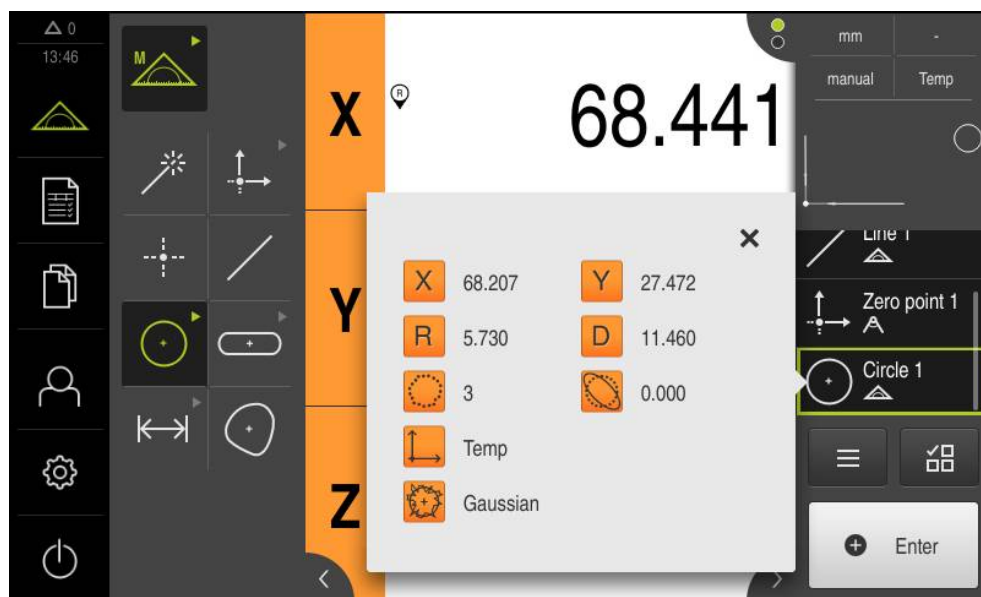 0
13:46
M
X
R
68.441
Y
Z
X 68.207 Y 27.472
R 5.730 D 11.460
3 0.000
Temp
Gaussian
mm -
manual Temp
Line 1
Zero point 1
Circle 1
Enter